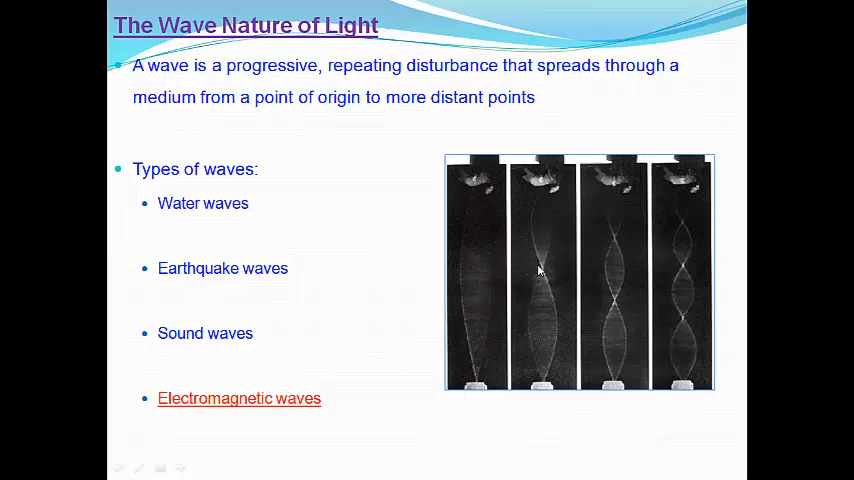 The Wave Nature of Light
A wave is a progressive, repeating disturbance that spreads through a
medium from a point of origin to more distant points
Types of waves:
Water waves
Earthquake waves
Sound waves
Electromagnetic waves